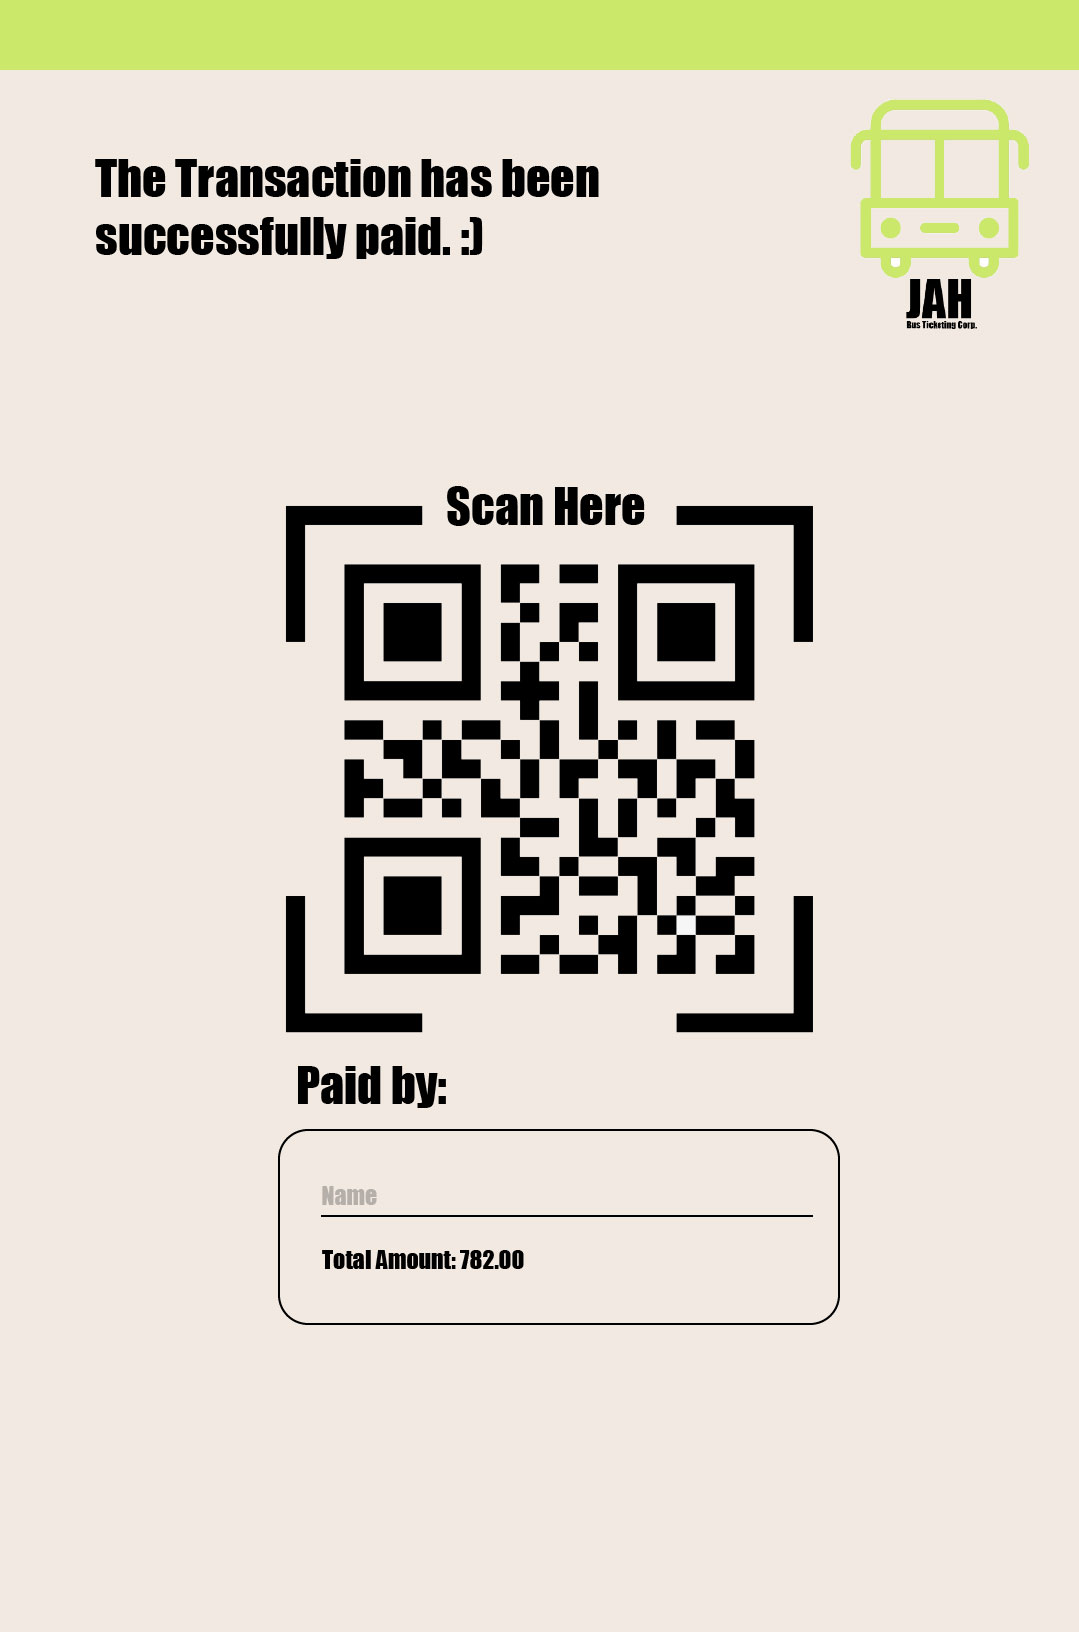 The Transaction has been
successfully paid. :)
JAH
Bus Ticketing Corp.
Scan Here
Paid by:
Name
Total Amount: 782.00